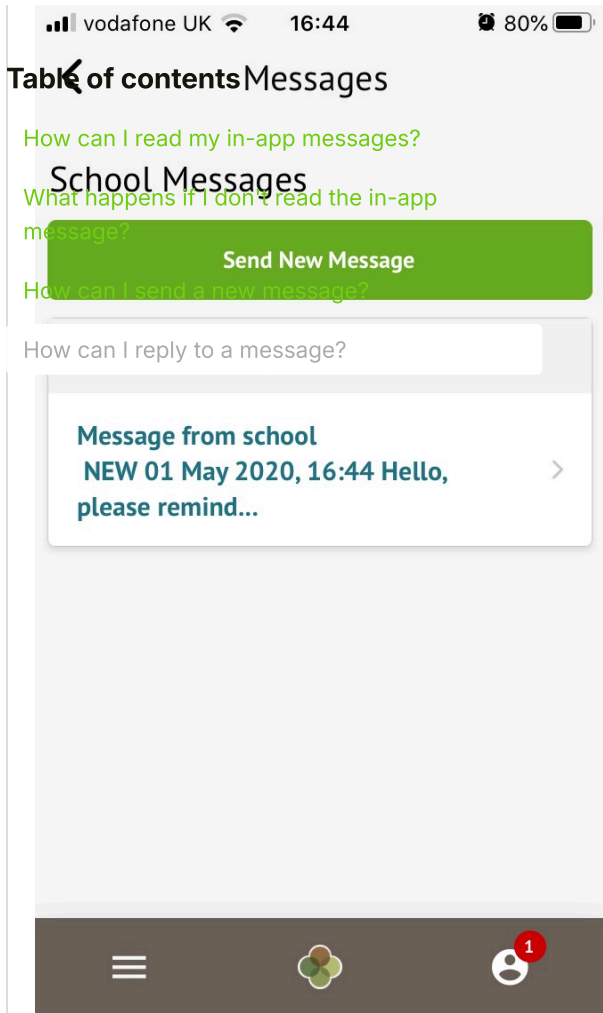 vodafone UK 16:44 80%
Table of contents
Messages
How can I read my in-app messages?
School Messages
What happens if I don't read the in-app
message?
Send New Message
How can I send a new message?
How can I reply to a message?
Message from school
NEW 01 May 2020, 16:44 Hello,
please remind...
1